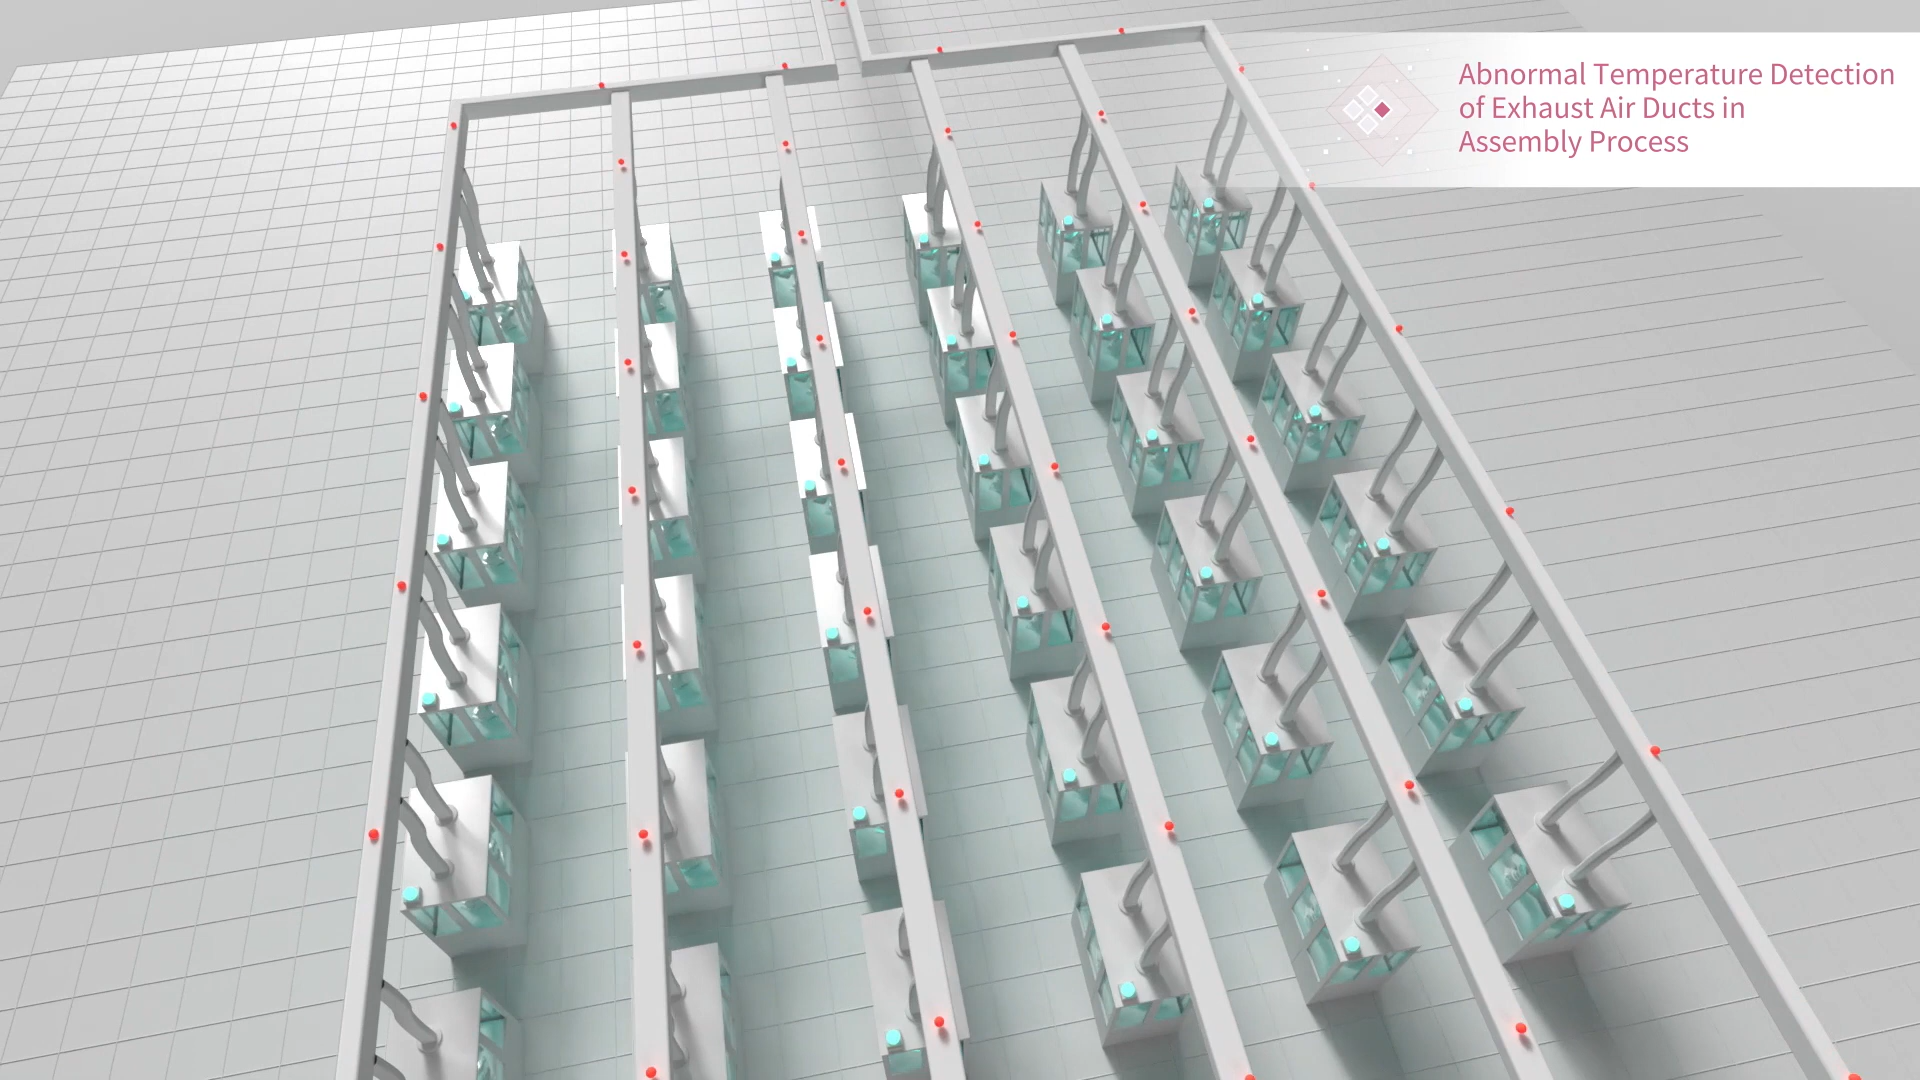 Abnormal Temperature Detection
of Exhaust Air Ducts in
Assembly Process